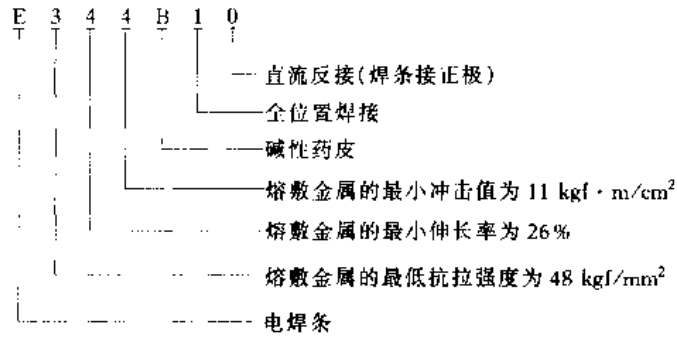 E 3 4 4 B 1 0
直流反接(焊条接正极)
全位置焊接
碱性药皮
熔敷金属的最小冲击值为 11 kgf·m/cm²
熔敷金属的最小伸长率为 26%
熔敷金属的最低抗拉强度为 48 kgf/mm²
电焊条